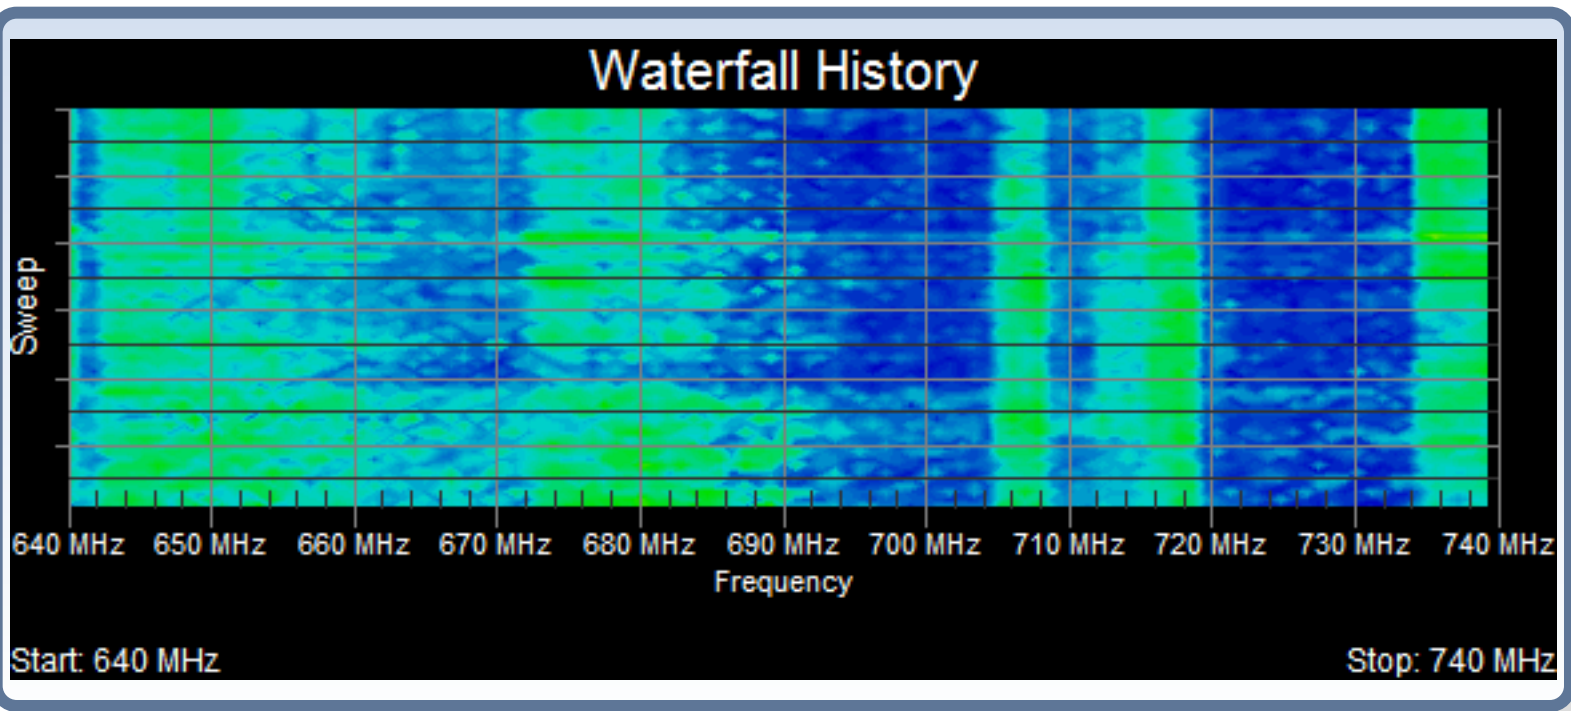 Waterfall History
Sweep
640 MHz 650 MHz 660 MHz 670 MHz 680 MHz 690 MHz 700 MHz 710 MHz 720 MHz 730 MHz 740 MHz
Frequency
Start: 640 MHz Stop: 740 MHz